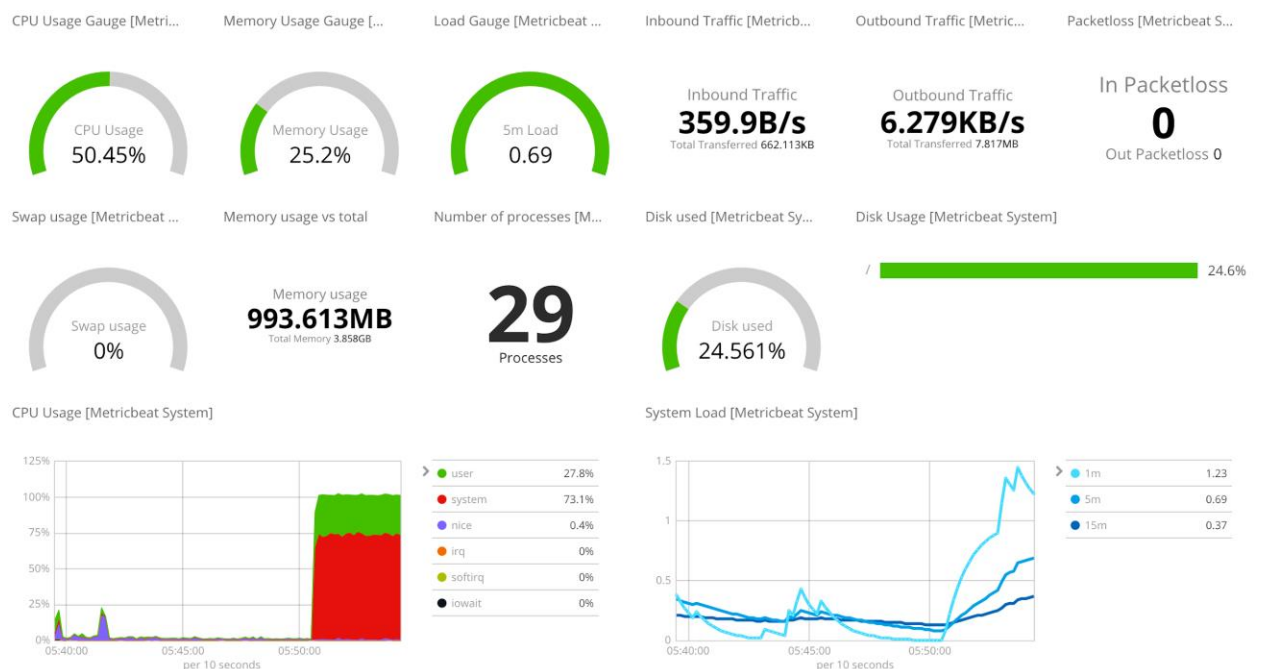 CPU Usage Gauge [Metri...
Memory Usage Gauge [...
Load Gauge [Metricbeat ...
Inbound Traffic [Metricb...
Outbound Traffic [Metric...
Packetloss [Metricbeat S...
CPU Usage
50.45%
Memory Usage
25.2%
5m Load
0.69
Inbound Traffic
359.9B/s
Total Transferred 662.113KB
Outbound Traffic
6.279KB/s
Total Transferred 7.817MB
In Packetloss
0
Out Packetloss 0
Swap usage [Metricbeat ...
Memory usage vs total
Number of processes [M...
Disk used [Metricbeat Sy...
Disk Usage [Metricbeat System]
Swap usage
0%
Memory usage
993.613MB
Total Memory 3.858GB
29
Processes
Disk used
24.561%
/ 24.6%
CPU Usage [Metricbeat System]
125%
100%
75%
50%
25%
0%
05:40:00 05:45:00 05:50:00
per 10 seconds
user 27.8%
system 73.1%
nice 0.4%
irq 0%
softirq 0%
iowait 0%
System Load [Metricbeat System]
1.5
1
0.5
0
05:40:00 05:45:00 05:50:00
per 10 seconds
1m 1.23
5m 0.69
15m 0.37